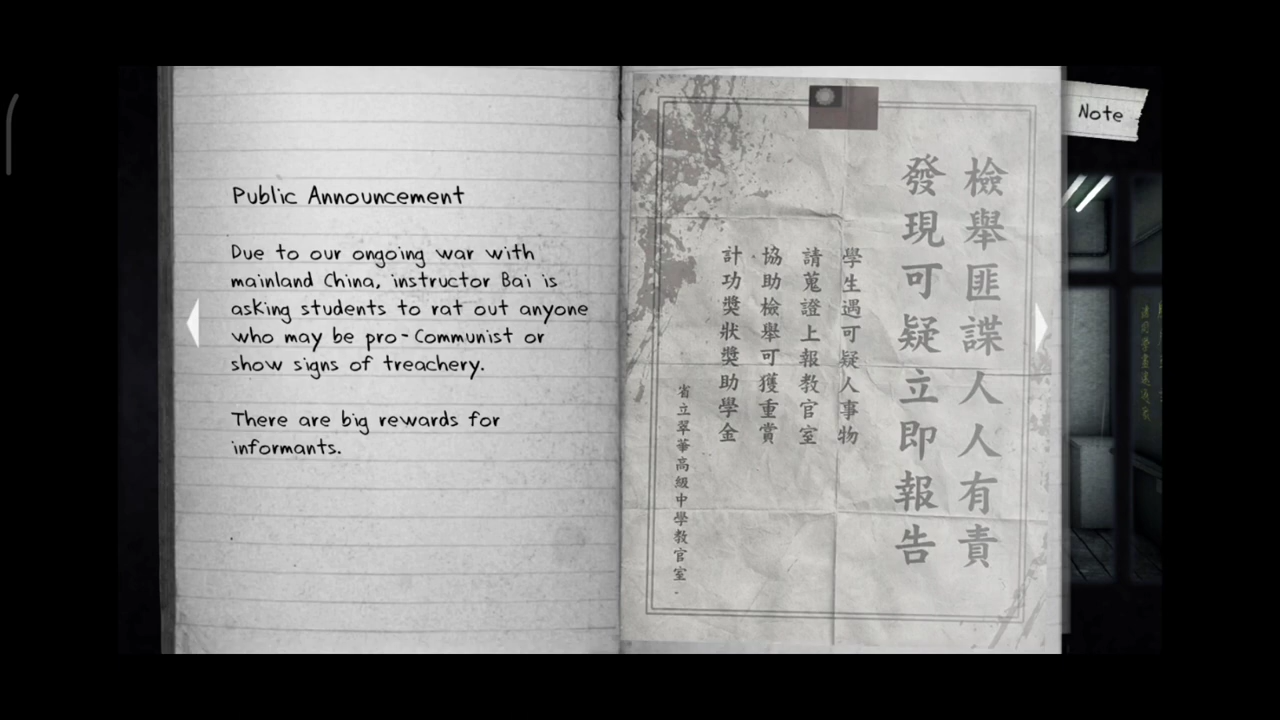 Public Announcement
Due to our ongoing war with
mainland China, instructor Bai is
asking students to rat out anyone
who may be pro-Communist or
show signs of treachery.
There are big rewards for
informants.
檢舉匪諜人人有責
發現可疑立即報告
學生遇可疑人事物
請蒐證上報教官室
協助檢舉可獲重賞
計功獎狀獎助學金
省立翠華高級中學教官室
Note